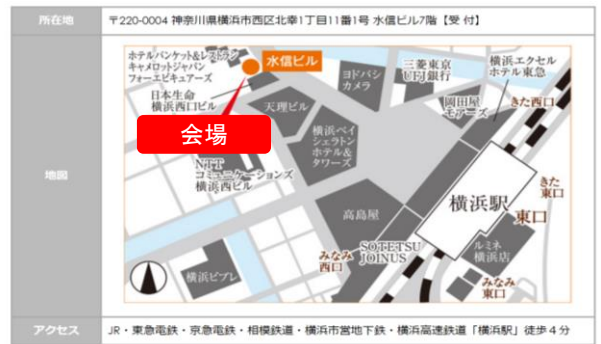 所在地
〒220-0004 神奈川県横浜市西区北幸1丁目11番1号 水信ビル7階【受 付】
地図
ホテルバンケット&レストラン
キャメロットジャパン
フォーエピキュアーズ
水信ビル
日本生命
横浜西口ビル
ヨドバシ
カメラ
三菱東京
UFJ銀行
横浜エクセル
ホテル東急
天理ビル
岡田屋
モアーズ
きた西口
会場
横浜ベイ
シェラトン
ホテル&
タワーズ
NTT
コミュニケーションズ
横浜西ビル
横浜駅
きた
東口
東口
高島屋
SOTETSU
JOINUS
みなみ
西口
ルミネ
横浜店
みなみ
東口
横浜ビブレ
アクセス
JR・東急電鉄・京急電鉄・相模鉄道・横浜市営地下鉄・横浜高速鉄道「横浜駅」徒歩4分